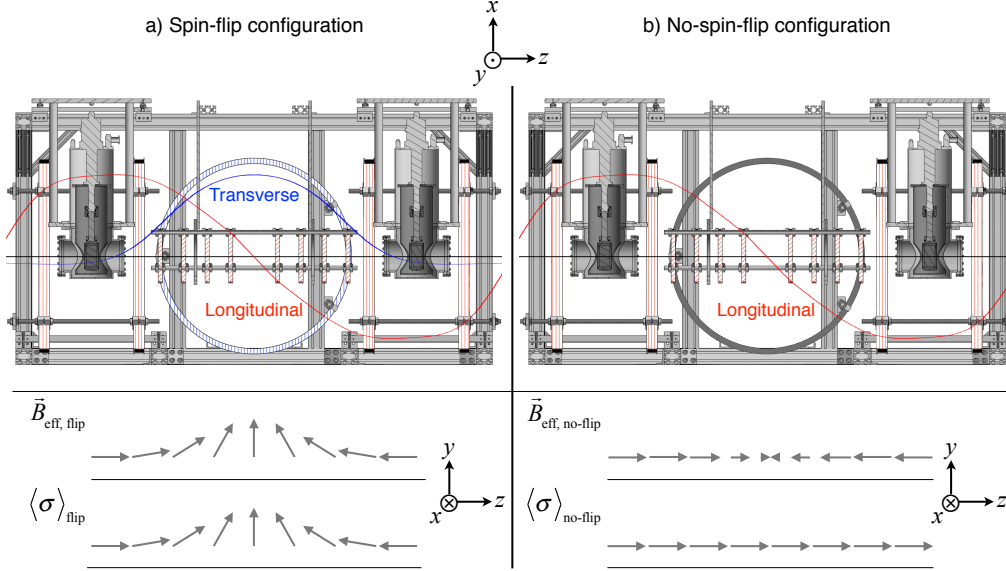 a) Spin-flip configuration
x
y
z
b) No-spin-flip configuration
Transverse
Longitudinal
Longitudinal
B⃗eff, flip
y
x
z
⟨σ⟩flip
B⃗eff, no-flip
y
x
z
⟨σ⟩no-flip